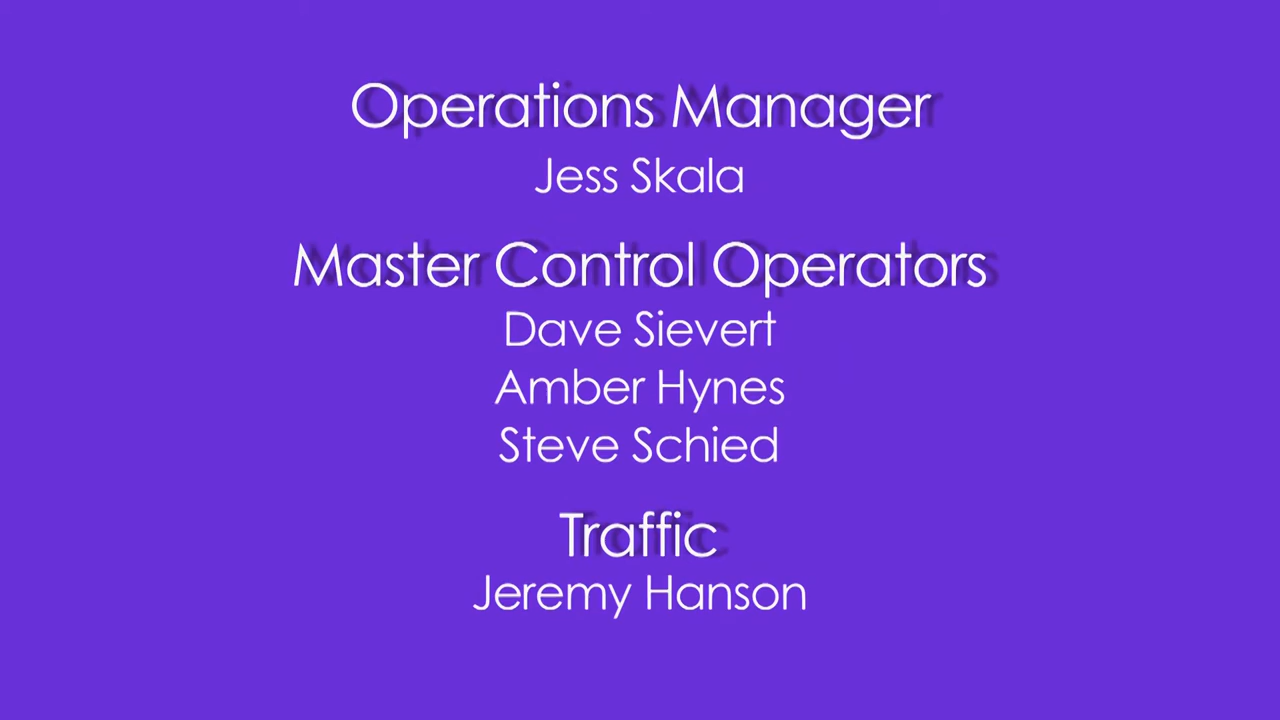 Operations Manager
Jess Skala
Master Control Operators
Dave Sievert
Amber Hynes
Steve Schied
Traffic
Jeremy Hanson